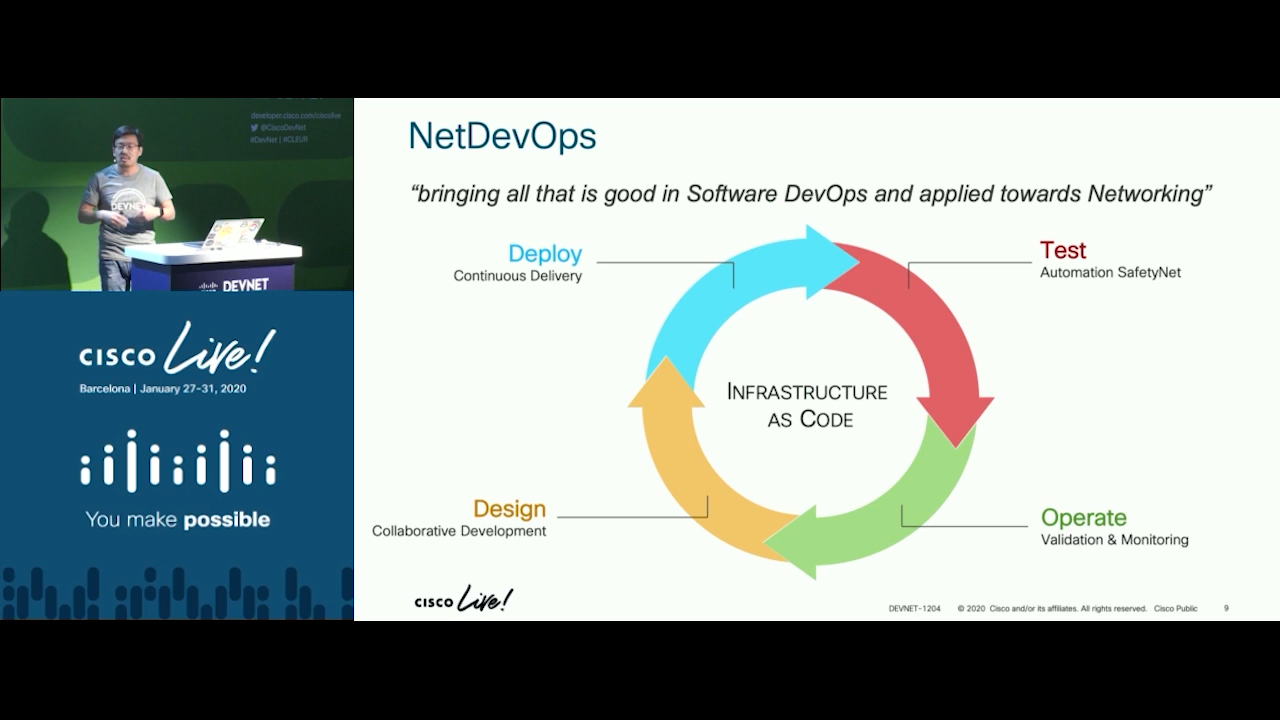 developer.cisco.com/ciscolive
@CiscoDevNet
#DevNet | #CLEUR
DEVNET
DEVNET
CISCO Live!
Barcelona | January 27-31, 2020
You make possible
NetDevOps
“bringing all that is good in Software DevOps and applied towards Networking”
Deploy
Continuous Delivery
Test
Automation SafetyNet
INFRASTRUCTURE
AS CODE
Design
Collaborative Development
Operate
Validation & Monitoring
CISCO Live!
DEVNET-1204 © 2020 Cisco and/or its affiliates. All rights reserved. Cisco Public 9